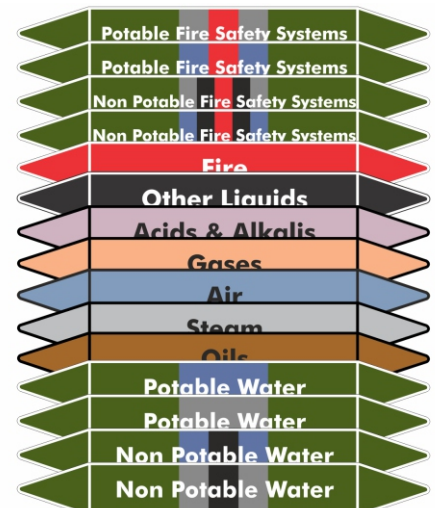 Potable Fire Safety Systems
Potable Fire Safety Systems
Non Potable Fire Safety Systems
Non Potable Fire Safety Systems
Fire
Other Liquids
Acids & Alkalis
Gases
Air
Steam
Oils
Potable Water
Potable Water
Non Potable Water
Non Potable Water